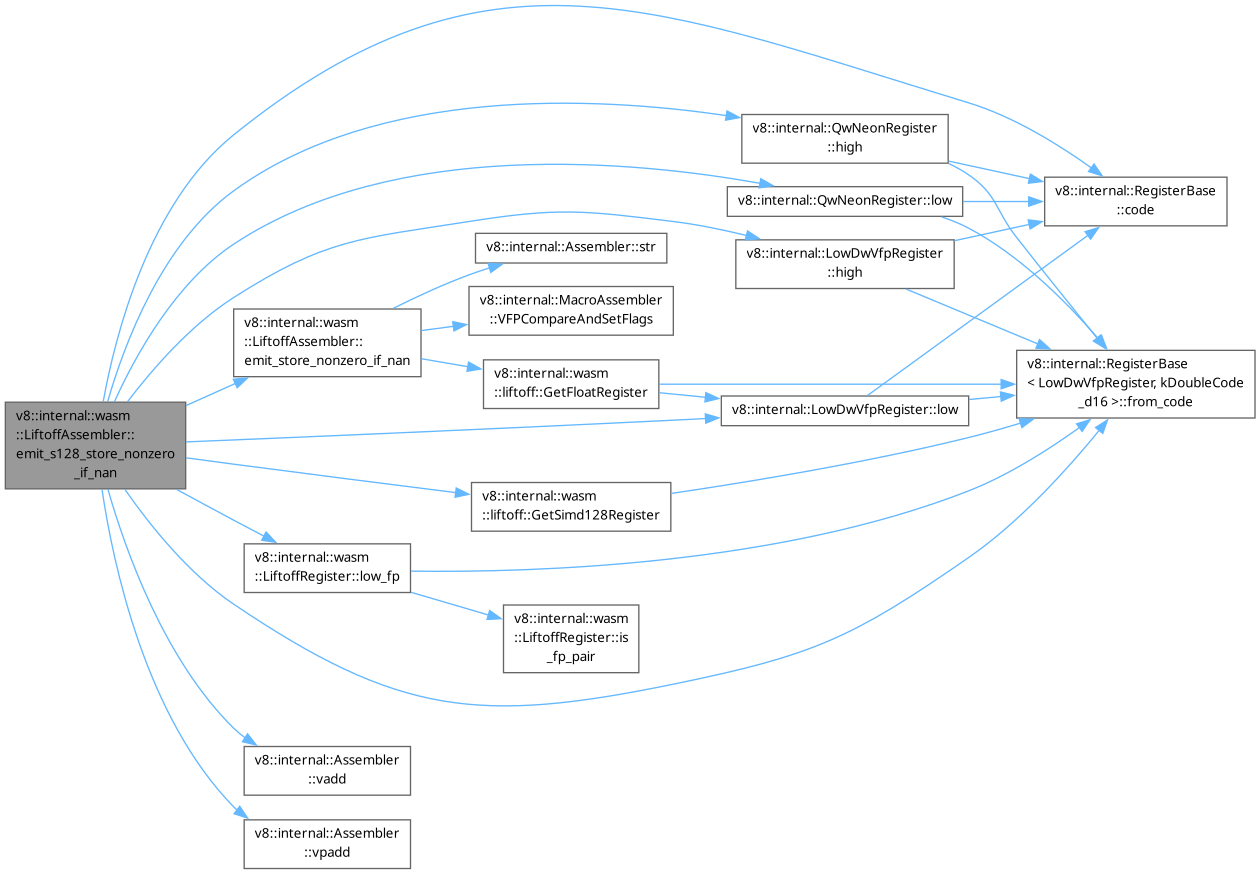 v8::internal::wasm
::LiftoffAssembler::
emit_s128_store_nonzero
_if_nan
v8::internal::wasm
::LiftoffAssembler::
emit_store_nonzero_if_nan
v8::internal::wasm
::LiftoffRegister::low_fp
v8::internal::Assembler
::vadd
v8::internal::Assembler
::vpadd
v8::internal::Assembler::str
v8::internal::MacroAssembler
::VFPCompareAndSetFlags
v8::internal::wasm
::liftoff::GetFloatRegister
v8::internal::wasm
::liftoff::GetSimd128Register
v8::internal::wasm
::LiftoffRegister::is
_fp_pair
v8::internal::QwNeonRegister
::high
v8::internal::QwNeonRegister::low
v8::internal::LowDwVfpRegister
::high
v8::internal::LowDwVfpRegister::low
v8::internal::RegisterBase
::code
v8::internal::RegisterBase
< LowDwVfpRegister, kDoubleCode
_d16 >::from_code